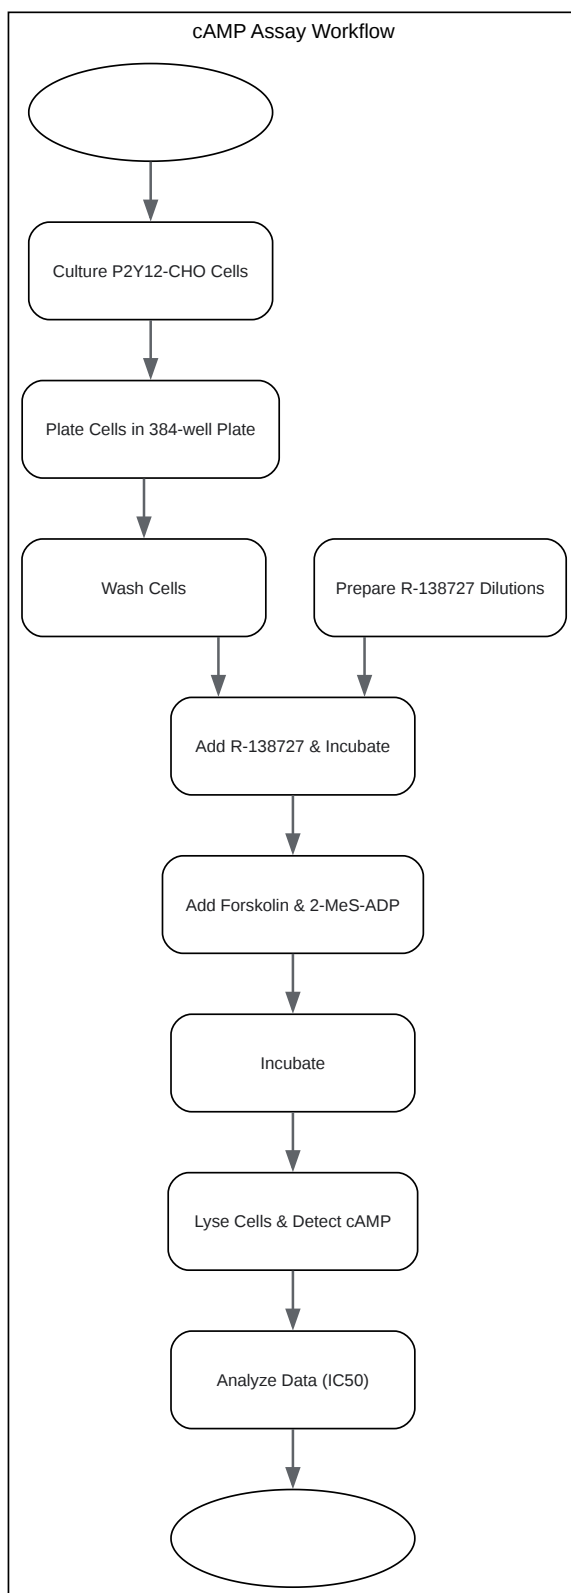 cAMP Assay Workflow
Culture P2Y12-CHO Cells
Plate Cells in 384-well Plate
Wash Cells
Prepare R-138727 Dilutions
Add R-138727 & Incubate
Add Forskolin & 2-MeS-ADP
Incubate
Lyse Cells & Detect cAMP
Analyze Data (IC50)